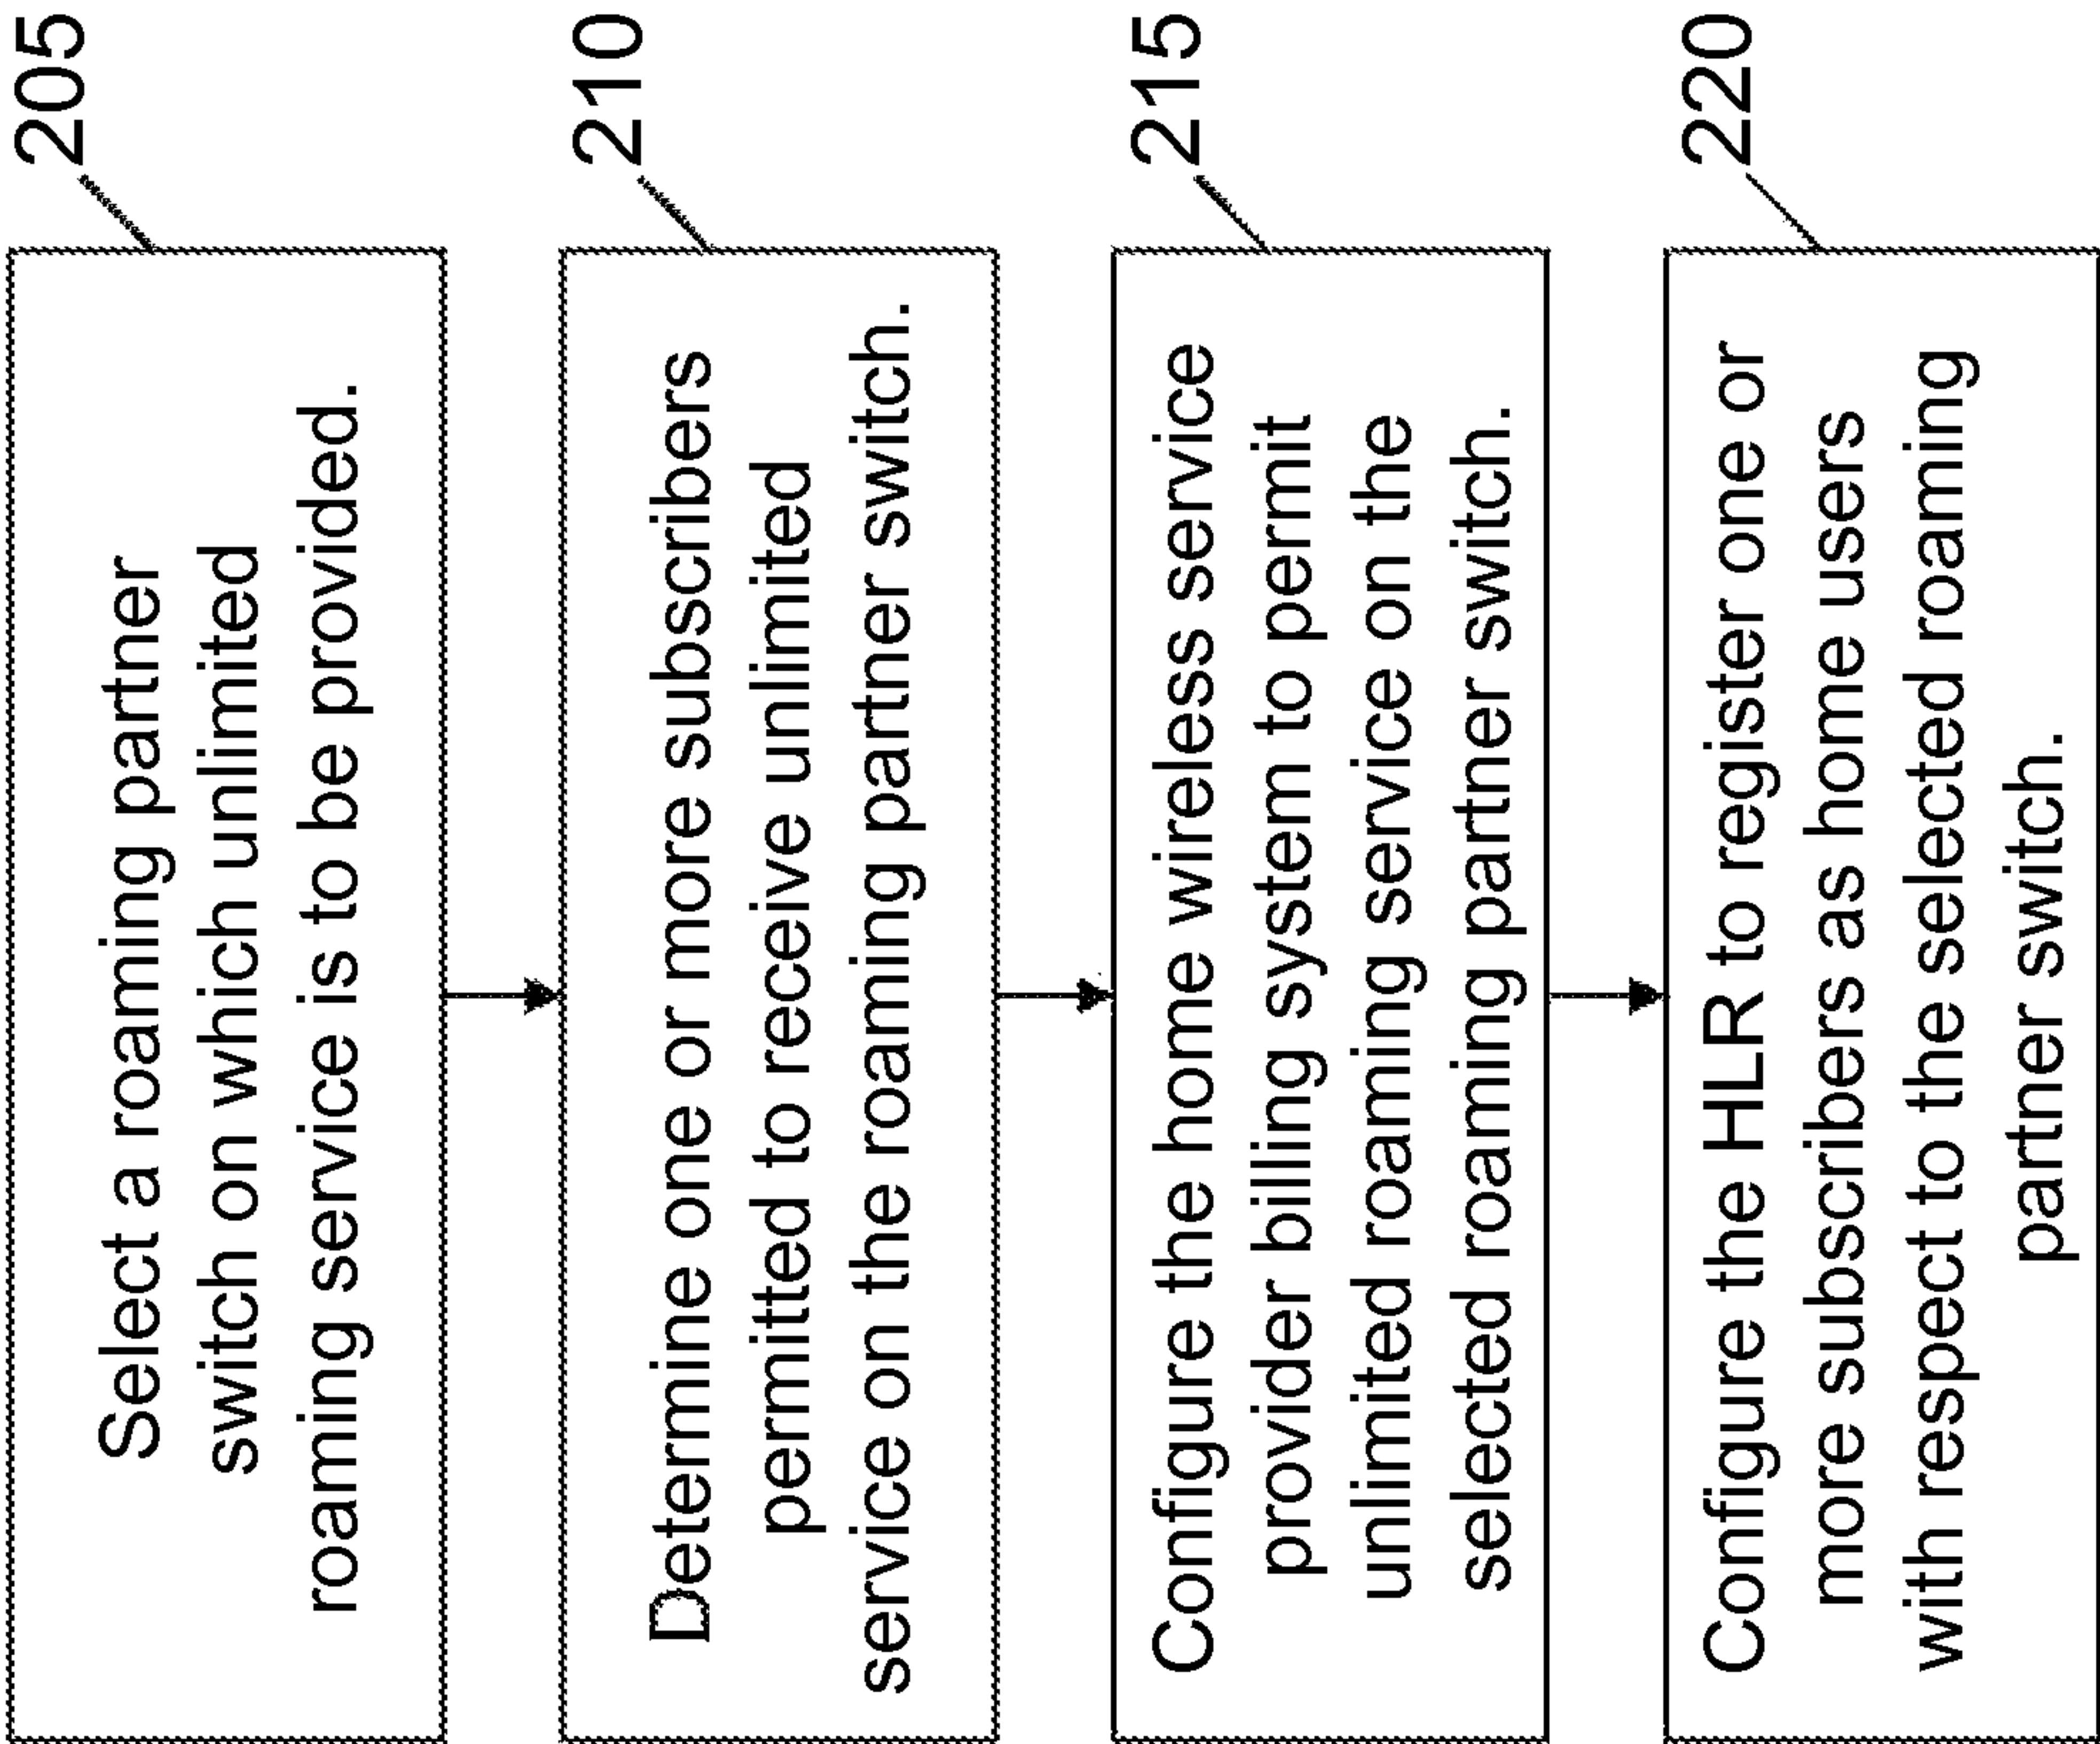 205
Select a roaming partner
switch on which unlimited
roaming service is to be provided.
210
Determine one or more subscribers
permitted to receive unlimited
service on the roaming partner switch.
215
Configure the home wireless service
provider billing system to permit
unlimited roaming service on the
selected roaming partner switch.
220
Configure the HLR to register one or
more subscribers as home users
with respect to the selected roaming
partner switch.